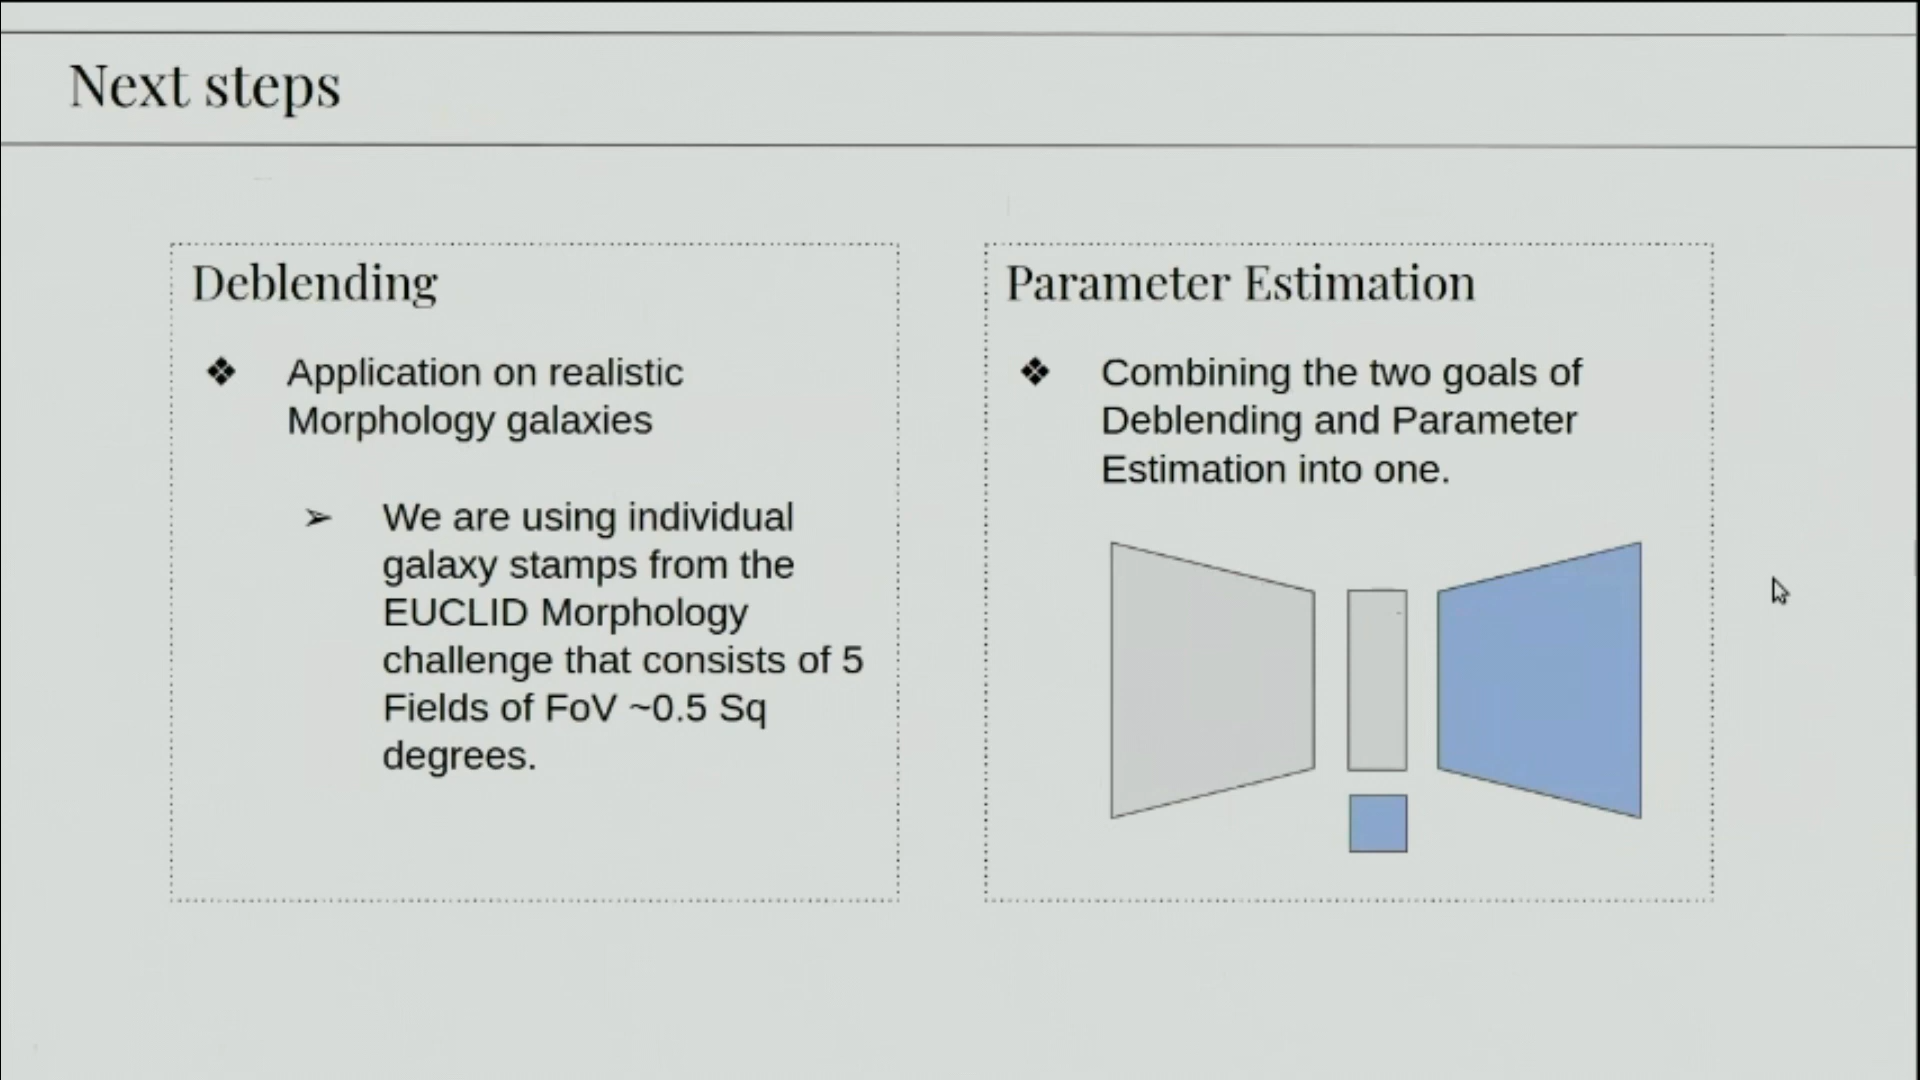 Next steps
Deblending
❖ Application on realistic
Morphology galaxies
➢ We are using individual
galaxy stamps from the
EUCLID Morphology
challenge that consists of 5
Fields of FoV ~0.5 Sq
degrees.
Parameter Estimation
❖ Combining the two goals of
Deblending and Parameter
Estimation into one.